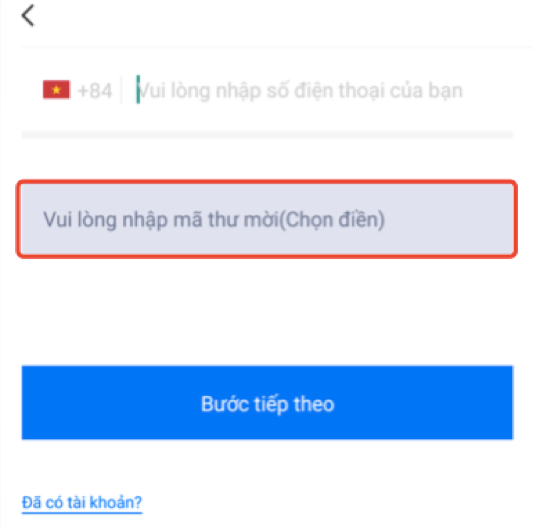 +84 Vui lòng nhập số điện thoại của bạn
Vui lòng nhập mã thư mời(Chọn điền)
Bước tiếp theo
Đã có tài khoản?